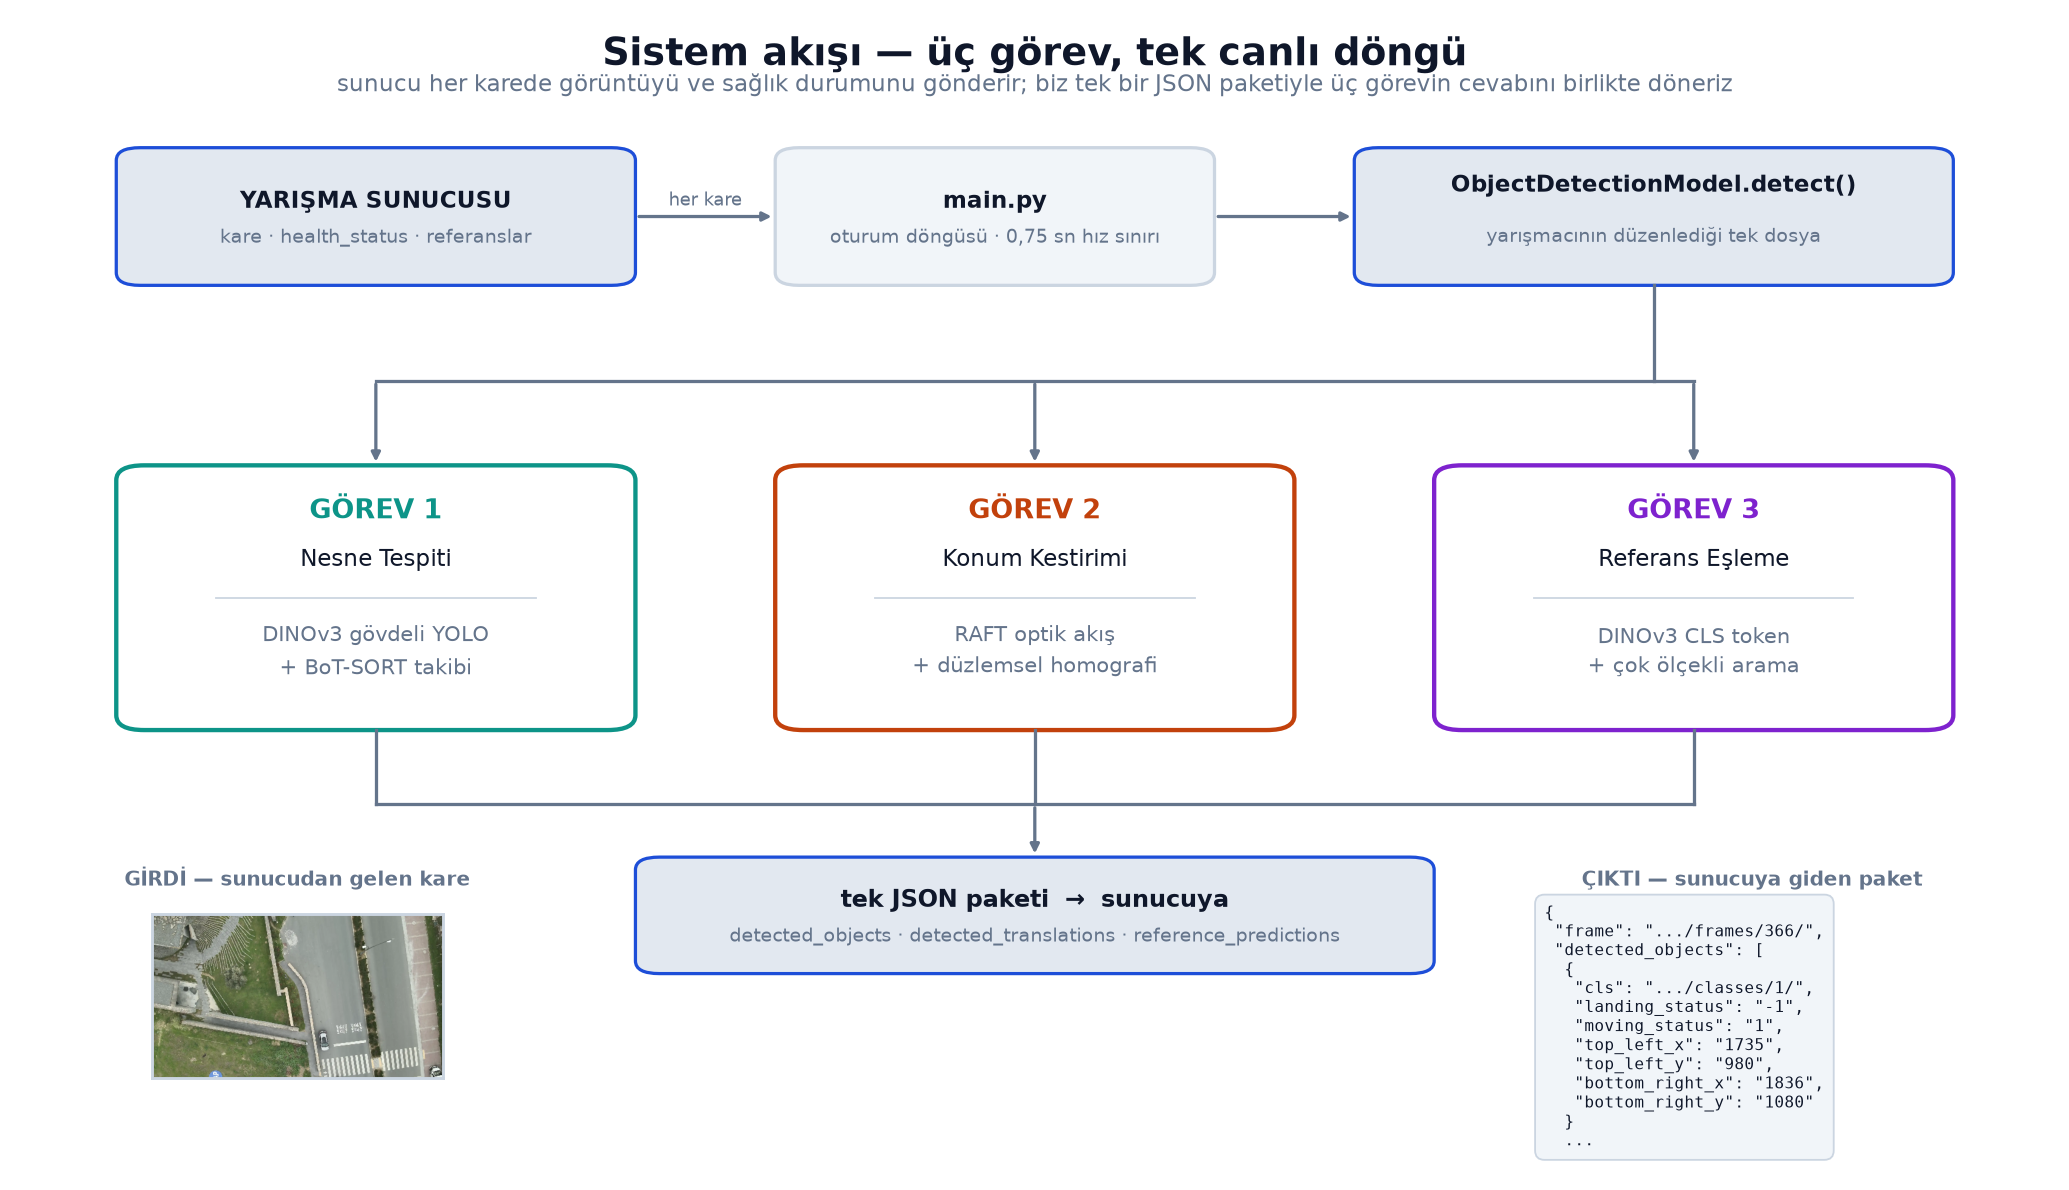 Sistem akışı — üç görev, tek canlı döngü
sunucu her karede görüntüyü ve sağlık durumunu gönderir; biz tek bir JSON paketiyle üç görevin cevabını birlikte döneriz
YARIŞMA SUNUCUSU
kare · health_status · referanslar
her kare
main.py
oturum döngüsü · 0,75 sn hız sınırı
ObjectDetectionModel.detect()
yarışmacının düzenlediği tek dosya
GÖREV 1
Nesne Tespiti
DINOv3 gövdeli YOLO
+ BoT-SORT takibi
GÖREV 2
Konum Kestirimi
RAFT optik akış
+ düzlemsel homografi
GÖREV 3
Referans Eşleme
DINOv3 CLS token
+ çok ölçekli arama
GİRDİ — sunucudan gelen kare
tek JSON paketi → sunucuya
detected_objects · detected_translations · reference_predictions
ÇIKTI — sunucuya giden paket
{
"frame": ".../frames/366/",
"detected_objects": [
{
"cls": ".../classes/1/",
"landing_status": "-1",
"moving_status": "1",
"top_left_x": "1735",
"top_left_y": "980",
"bottom_right_x": "1836",
"bottom_right_y": "1080"
}
...